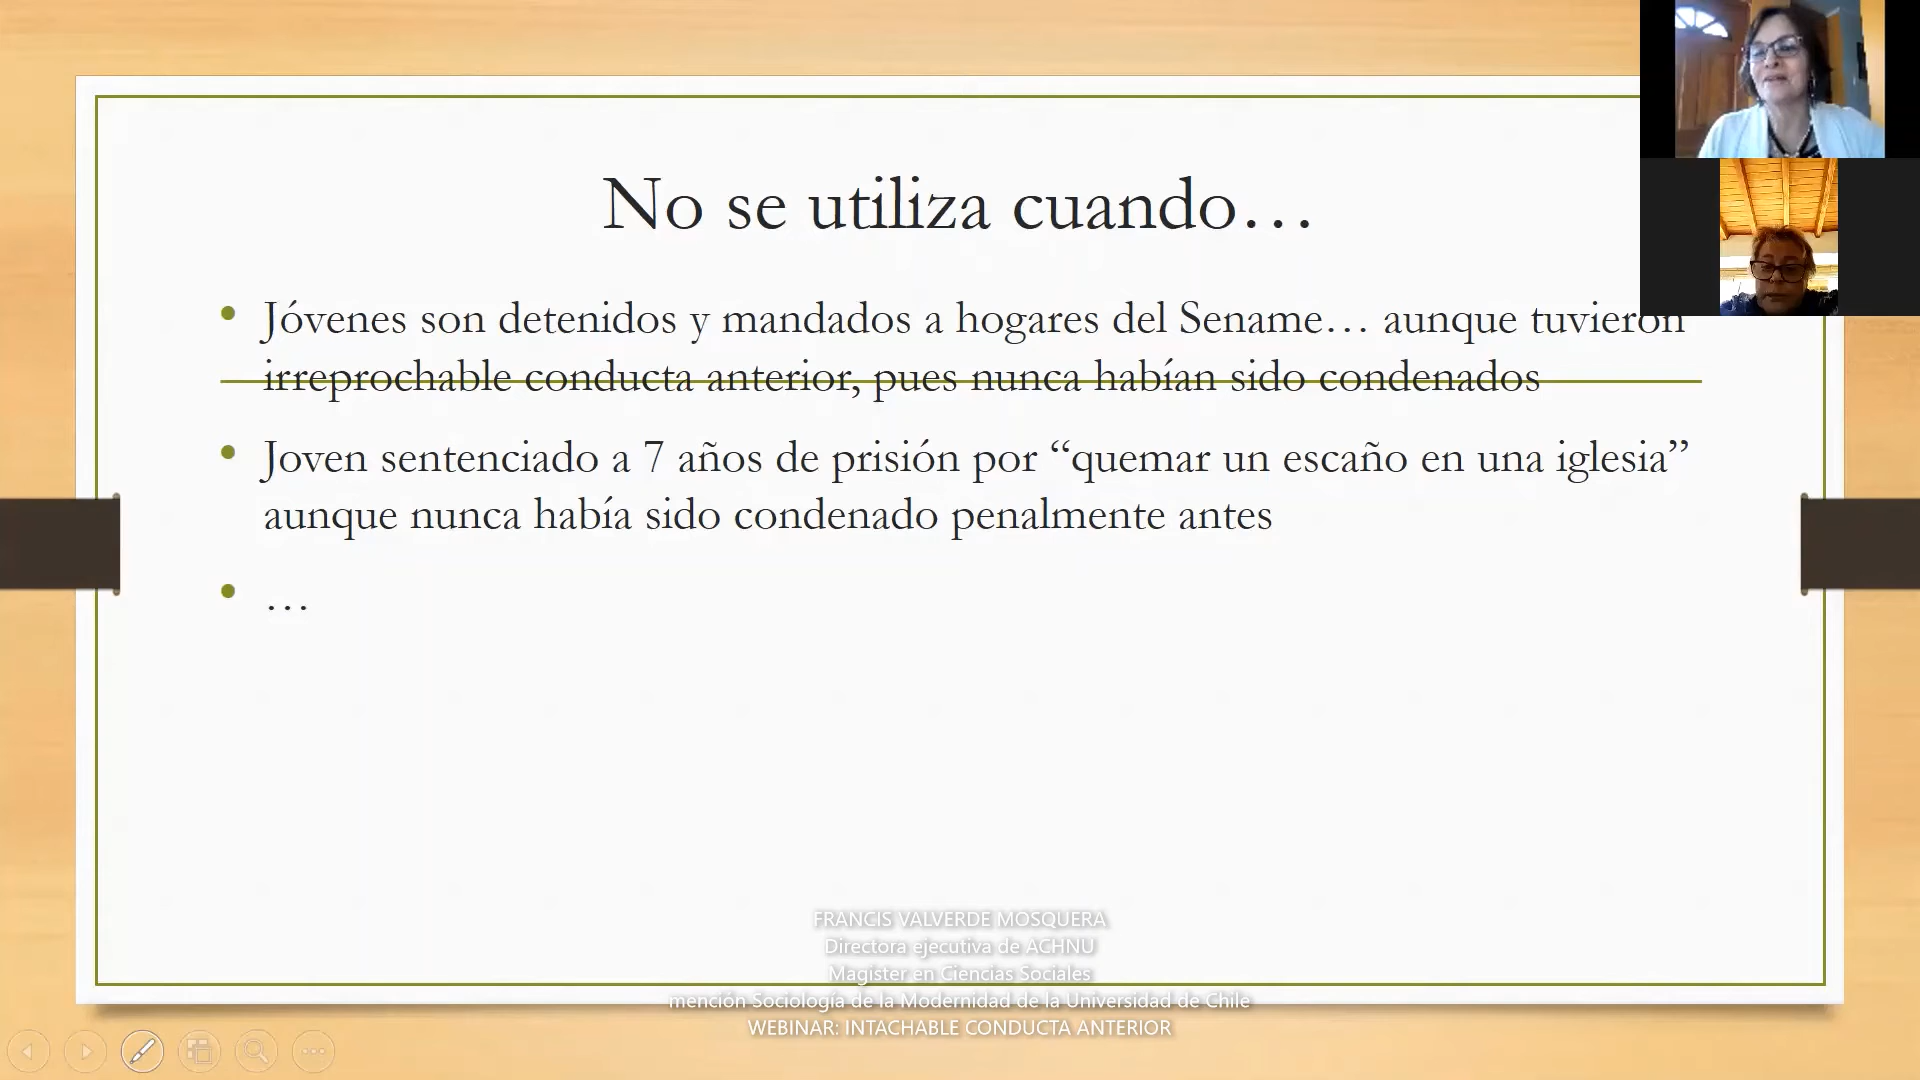 No se utiliza cuando…
• Jóvenes son detenidos y mandados a hogares del Sename… aunque tuvieron
irreprochable conducta anterior, pues nunca habían sido condenados
• Joven sentenciado a 7 años de prisión por “quemar un escaño en una iglesia”
aunque nunca había sido condenado penalmente antes
• …
FRANCIS VALVERDE MOSQUERA
Directora ejecutiva de ACHNU
Magíster en Ciencias Sociales
mención Sociología de la Modernidad de la Universidad de Chile
WEBINAR: INTACHABLE CONDUCTA ANTERIOR